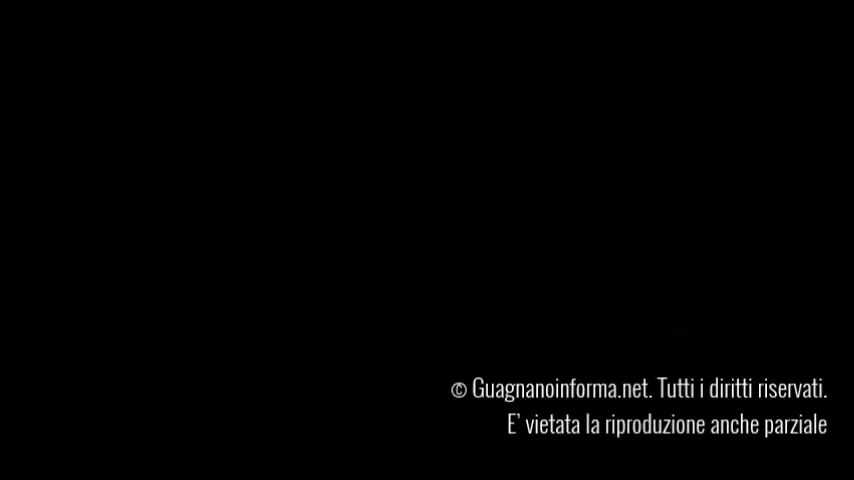 © Guagnanoinforma.net. Tutti i diritti riservati.
E' vietata la riproduzione anche parziale